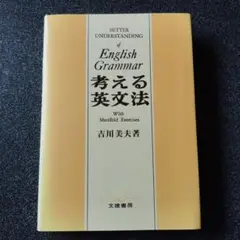 BETTER
UNDERSTANDING
of
English
Grammar
考える
英文法
With
Manifold Exercises
吉川美夫著
文建書房